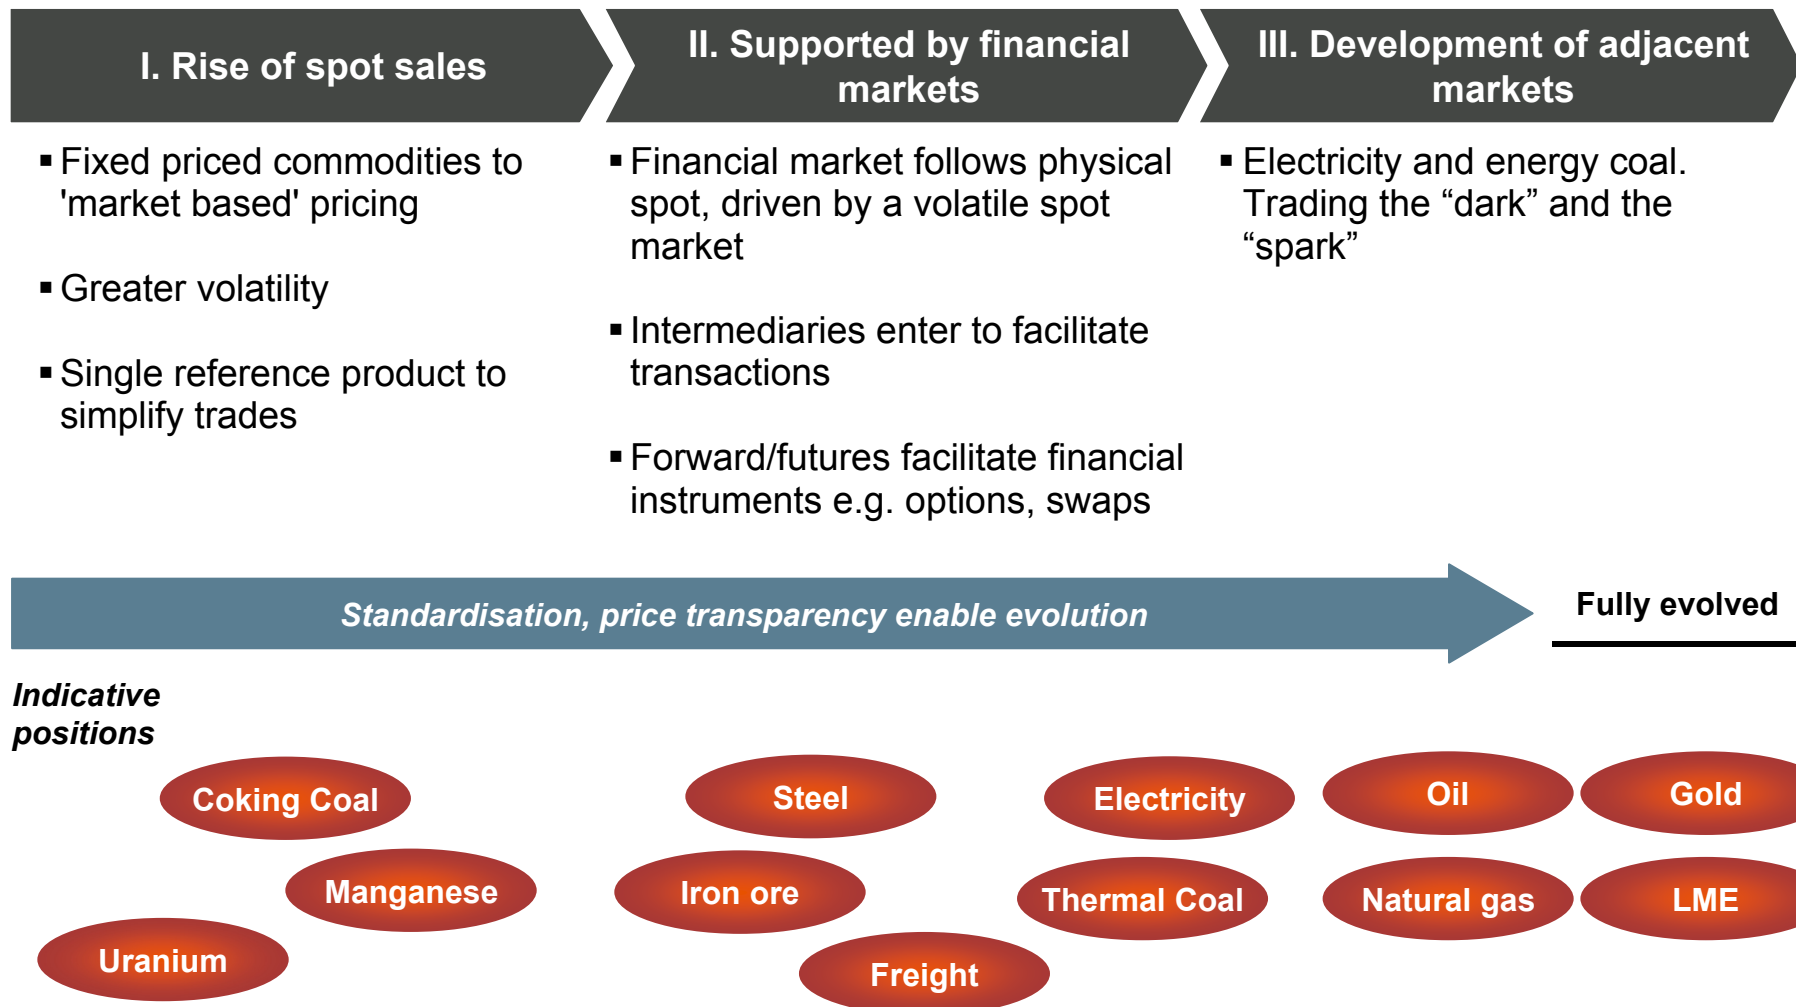 I. Rise of spot sales
II. Supported by financial
markets
III. Development of adjacent
markets
▪ Fixed priced commodities to
'market based' pricing
▪ Greater volatility
▪ Single reference product to
simplify trades
▪ Financial market follows physical
spot, driven by a volatile spot
market
▪ Intermediaries enter to facilitate
transactions
▪ Forward/futures facilitate financial
instruments e.g. options, swaps
▪ Electricity and energy coal.
Trading the “dark” and the
“spark”
Standardisation, price transparency enable evolution
Fully evolved
Indicative
positions
Coking Coal
Steel
Electricity
Oil
Gold
Manganese
Iron ore
Thermal Coal
Natural gas
LME
Uranium
Freight